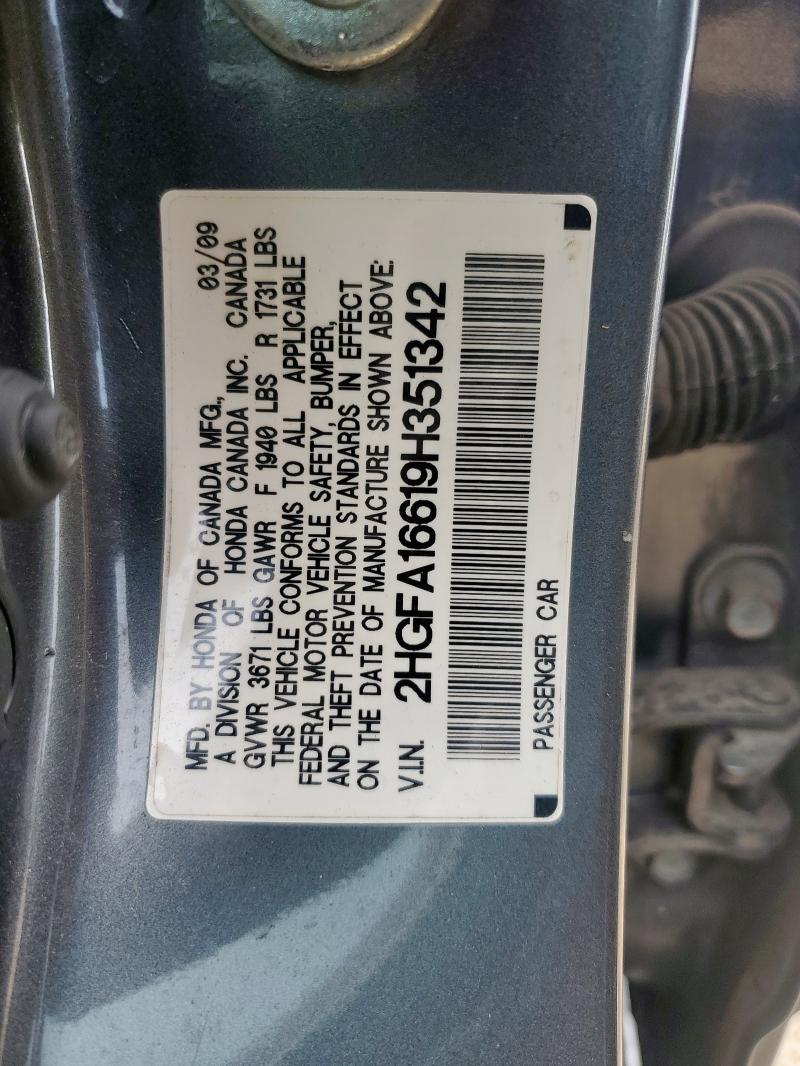 MFD. BY HONDA OF CANADA MFG., 03/09
A DIVISION OF HONDA CANADA INC. CANADA
GVWR 3671 LBS GAWR F 1940 LBS R 1731 LBS
THIS VEHICLE CONFORMS TO ALL APPLICABLE
FEDERAL MOTOR VEHICLE SAFETY, BUMPER,
AND THEFT PREVENTION STANDARDS IN EFFECT
ON THE DATE OF MANUFACTURE SHOWN ABOVE.
V.I.N. 2HGFA16619H351342
PASSENGER CAR